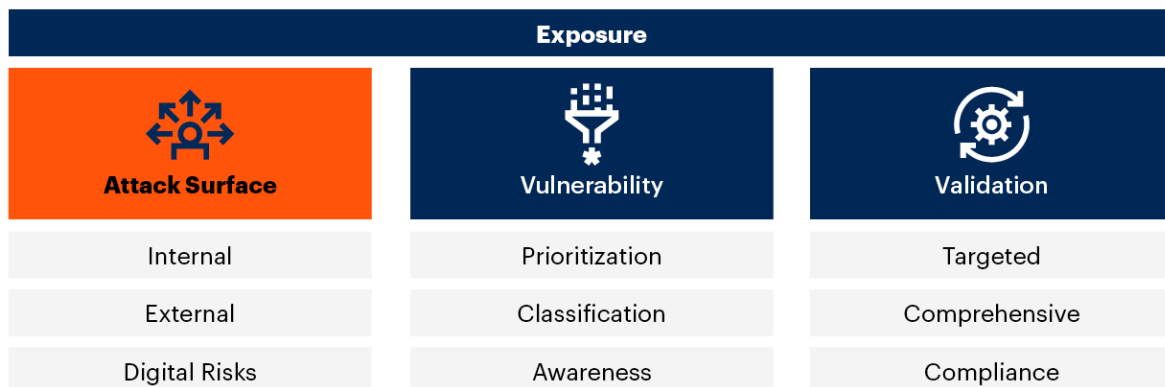 Exposure
Attack Surface
Vulnerability
Validation
Internal
Prioritization
Targeted
External
Classification
Comprehensive
Digital Risks
Awareness
Compliance